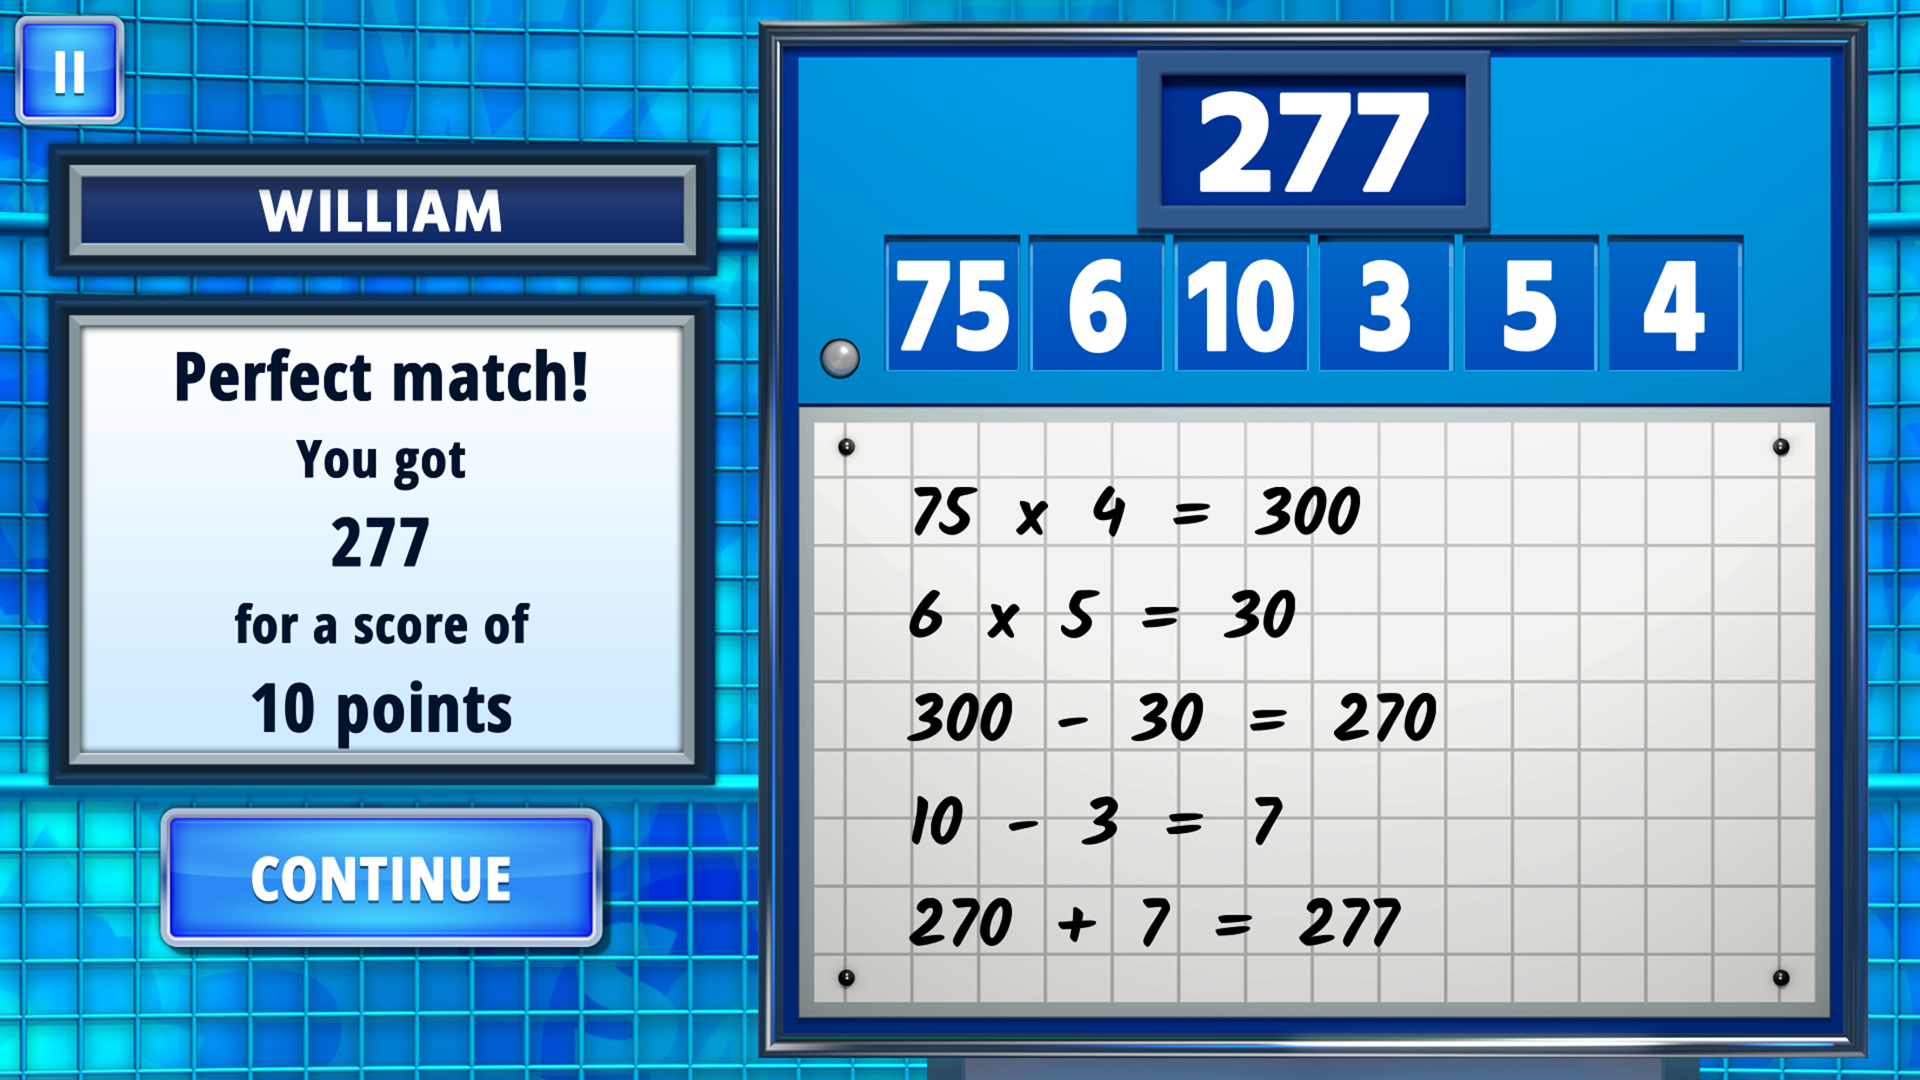 WILLIAM
Perfect match!
You got
277
for a score of
10 points
CONTINUE
277
75 6 10 3 5 4
75 x 4 = 300
6 x 5 = 30
300 - 30 = 270
10 - 3 = 7
270 + 7 = 277